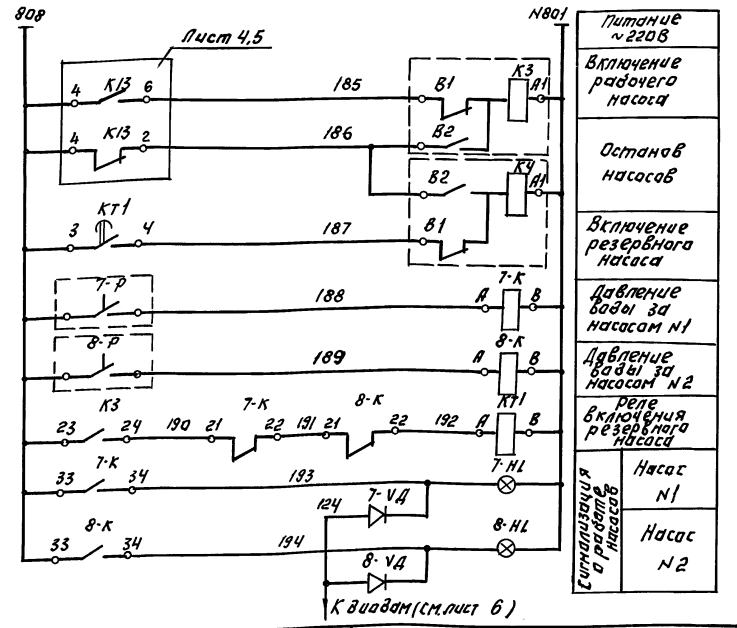 808
N801
Питание
~220В
Лист 4,5
4
К13
6
185
В1
К3
А1
Включение
рабочего
насоса
4
К13
2
186
В2
Останов
насосов
К4
В2
А1
КТ1
3
4
187
В1
Включение
резервного
насоса
7-Р
188
А
7-К
В
Давление
воды за
насосом N1
8-Р
189
А
8-К
В
Давление
воды за
насосом N2
К3
23
24
190
21
7-К
22
191
21
8-К
22
192
А
КТ1
В
Реле
включения
резервного
насоса
7-К
33
34
193
7-HL
Сигнализация
о работе
насосов
Насос
N1
124
7-VД
8-К
33
34
194
8-HL
Насос
N2
8-VД
К диодам (см. лист 6)